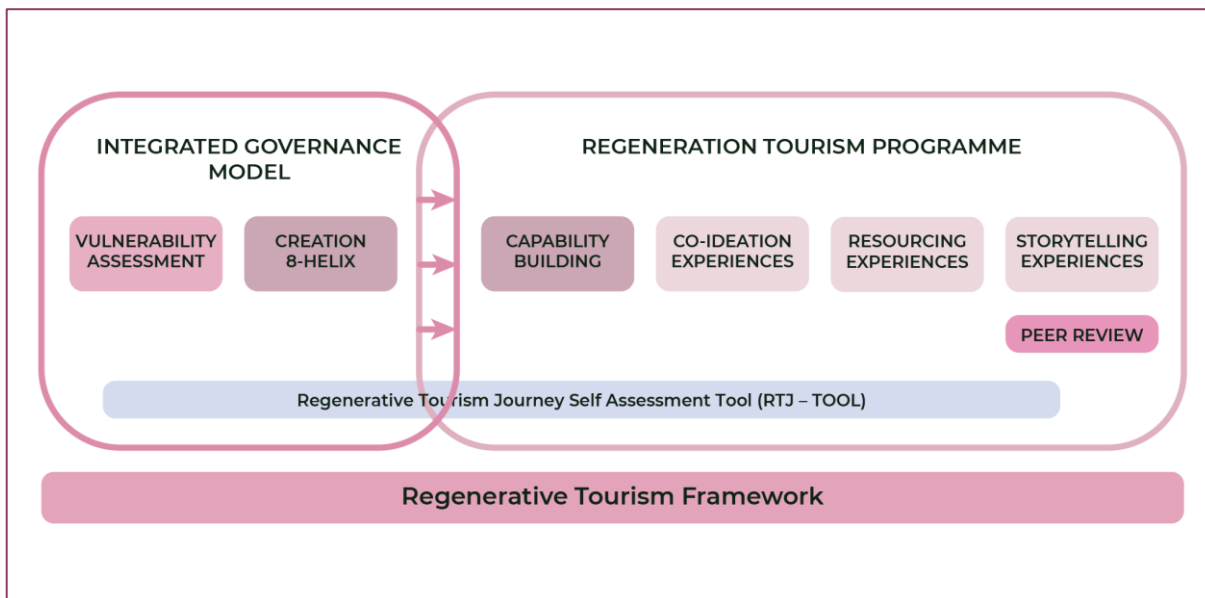 INTEGRATED GOVERNANCE
MODEL
VULNERABILITY
ASSESSMENT
CREATION
8-HELIX
REGENERATION TOURISM PROGRAMME
CAPABILITY
BUILDING
CO-IDEATION
EXPERIENCES
RESOURCING
EXPERIENCES
STORYTELLING
EXPERIENCES
PEER REVIEW
Regenerative Tourism Journey Self Assessment Tool (RTJ – TOOL)
Regenerative Tourism Framework